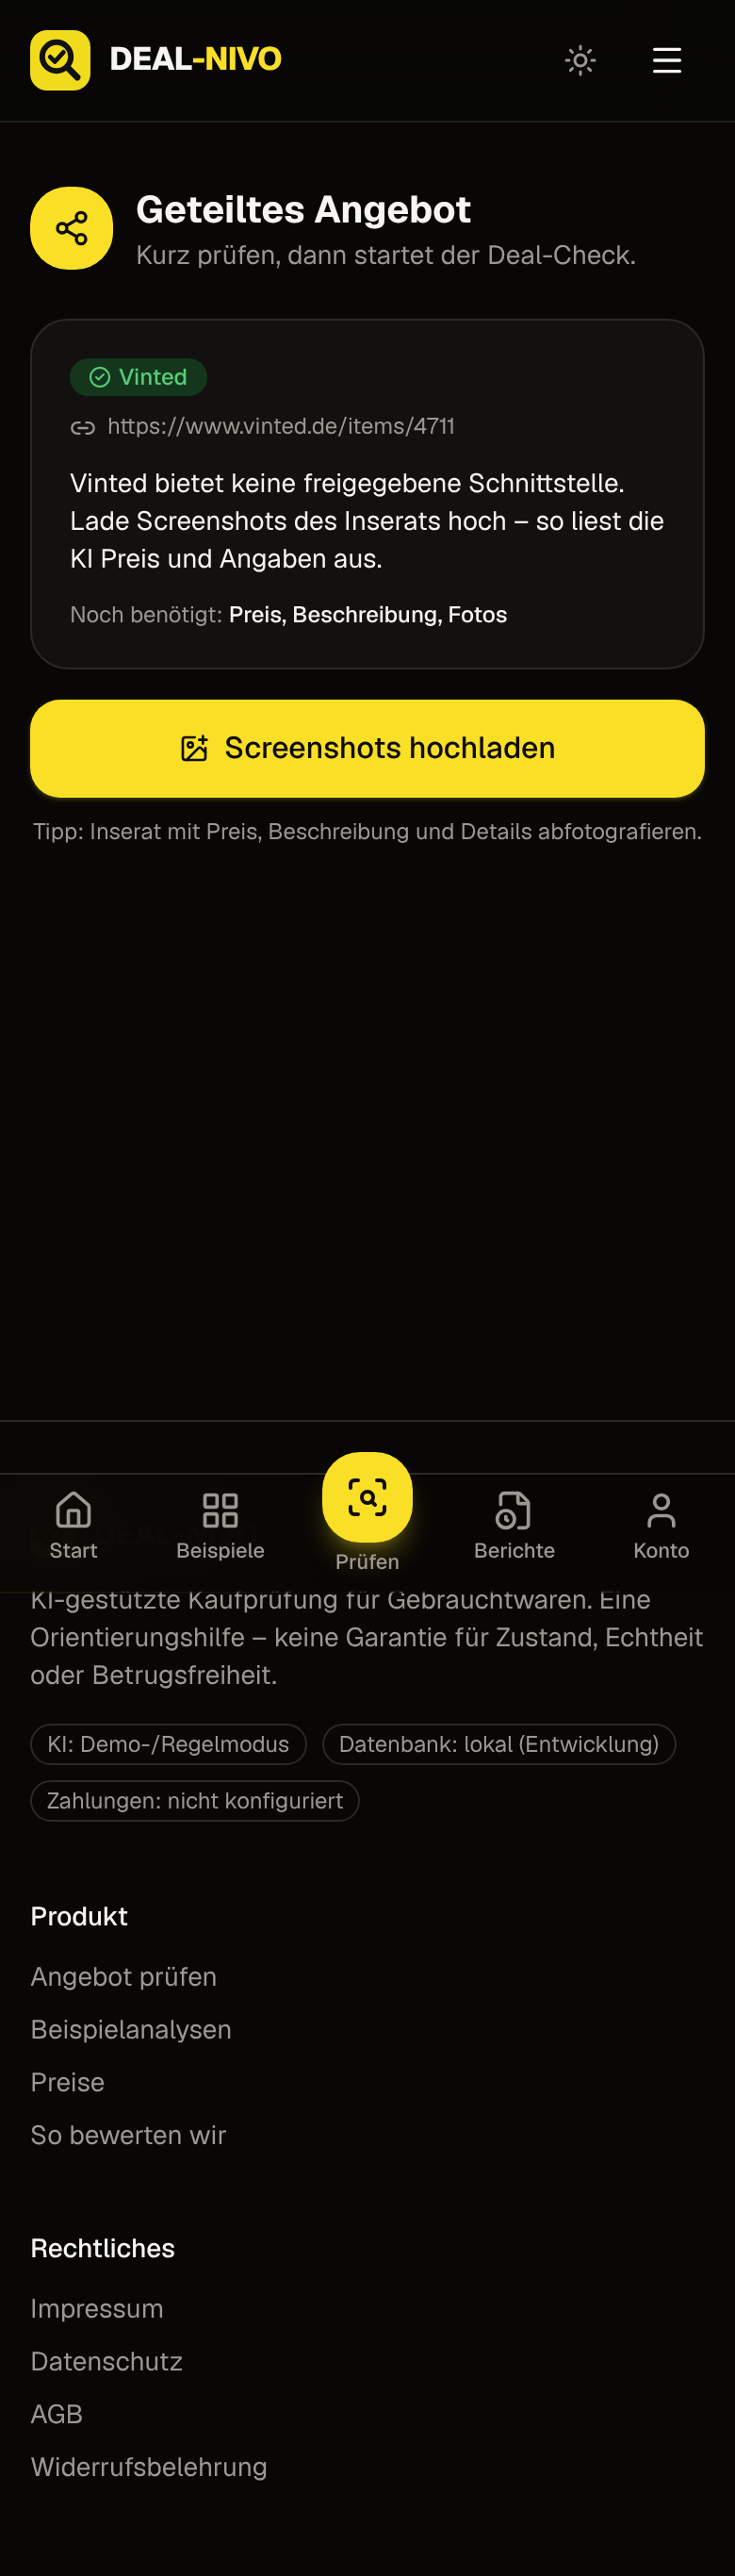 DEAL-NIVO
Geteiltes Angebot
Kurz prüfen, dann startet der Deal-Check.
Vinted
https://www.vinted.de/items/4711
Vinted bietet keine freigegebene Schnittstelle.
Lade Screenshots des Inserats hoch – so liest die
KI Preis und Angaben aus.
Noch benötigt: Preis, Beschreibung, Fotos
Screenshots hochladen
Tipp: Inserat mit Preis, Beschreibung und Details abfotografieren.
Start
Beispiele
Prüfen
Berichte
Konto
KI-gestützte Kaufprüfung für Gebrauchtwaren. Eine
Orientierungshilfe – keine Garantie für Zustand, Echtheit
oder Betrugsfreiheit.
KI: Demo-/Regelmodus
Datenbank: lokal (Entwicklung)
Zahlungen: nicht konfiguriert
Produkt
Angebot prüfen
Beispielanalysen
Preise
So bewerten wir
Rechtliches
Impressum
Datenschutz
AGB
Widerrufsbelehrung